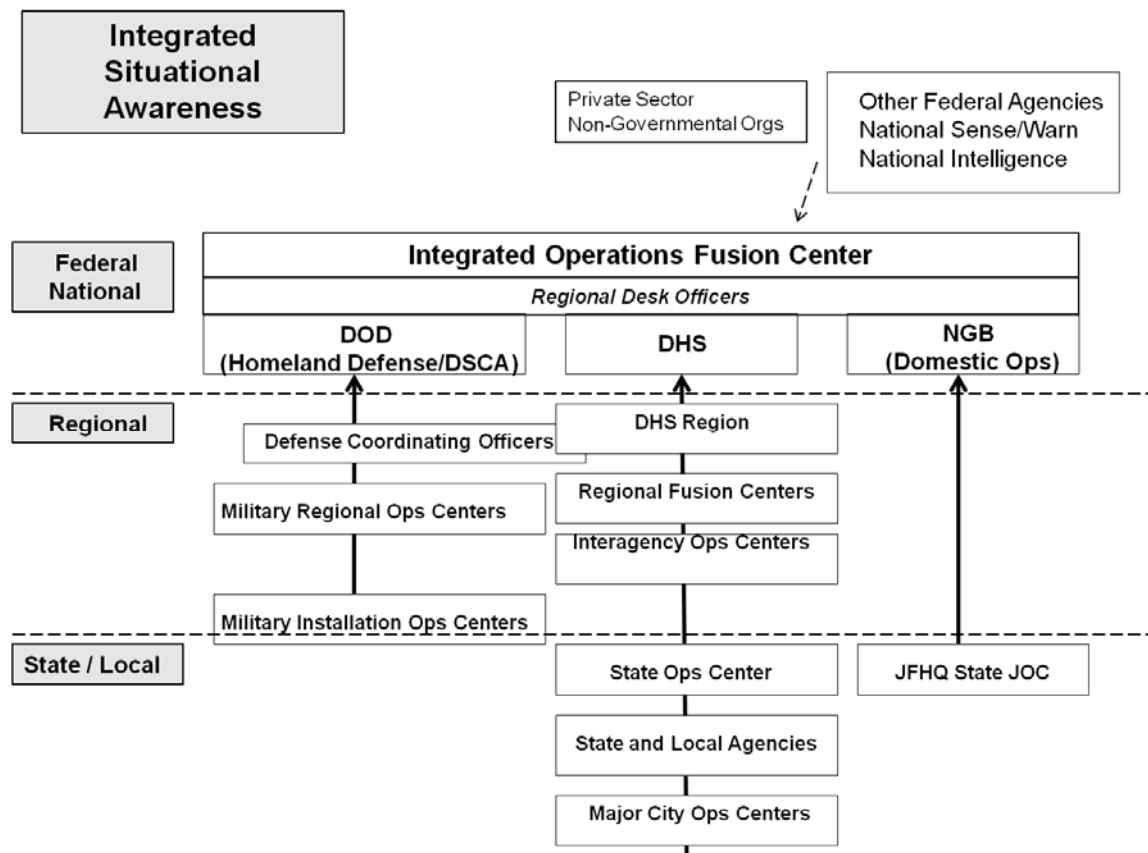 Integrated
Situational
Awareness
Private Sector
Non-Governmental Orgs
Other Federal Agencies
National Sense/Warn
National Intelligence
Federal
National
Integrated Operations Fusion Center
Regional Desk Officers
DOD
(Homeland Defense/DSCA)
DHS
NGB
(Domestic Ops)
Regional
DHS Region
Defense Coordinating Officers
Regional Fusion Centers
Military Regional Ops Centers
Interagency Ops Centers
Military Installation Ops Centers
State / Local
State Ops Center
JFHQ State JOC
State and Local Agencies
Major City Ops Centers